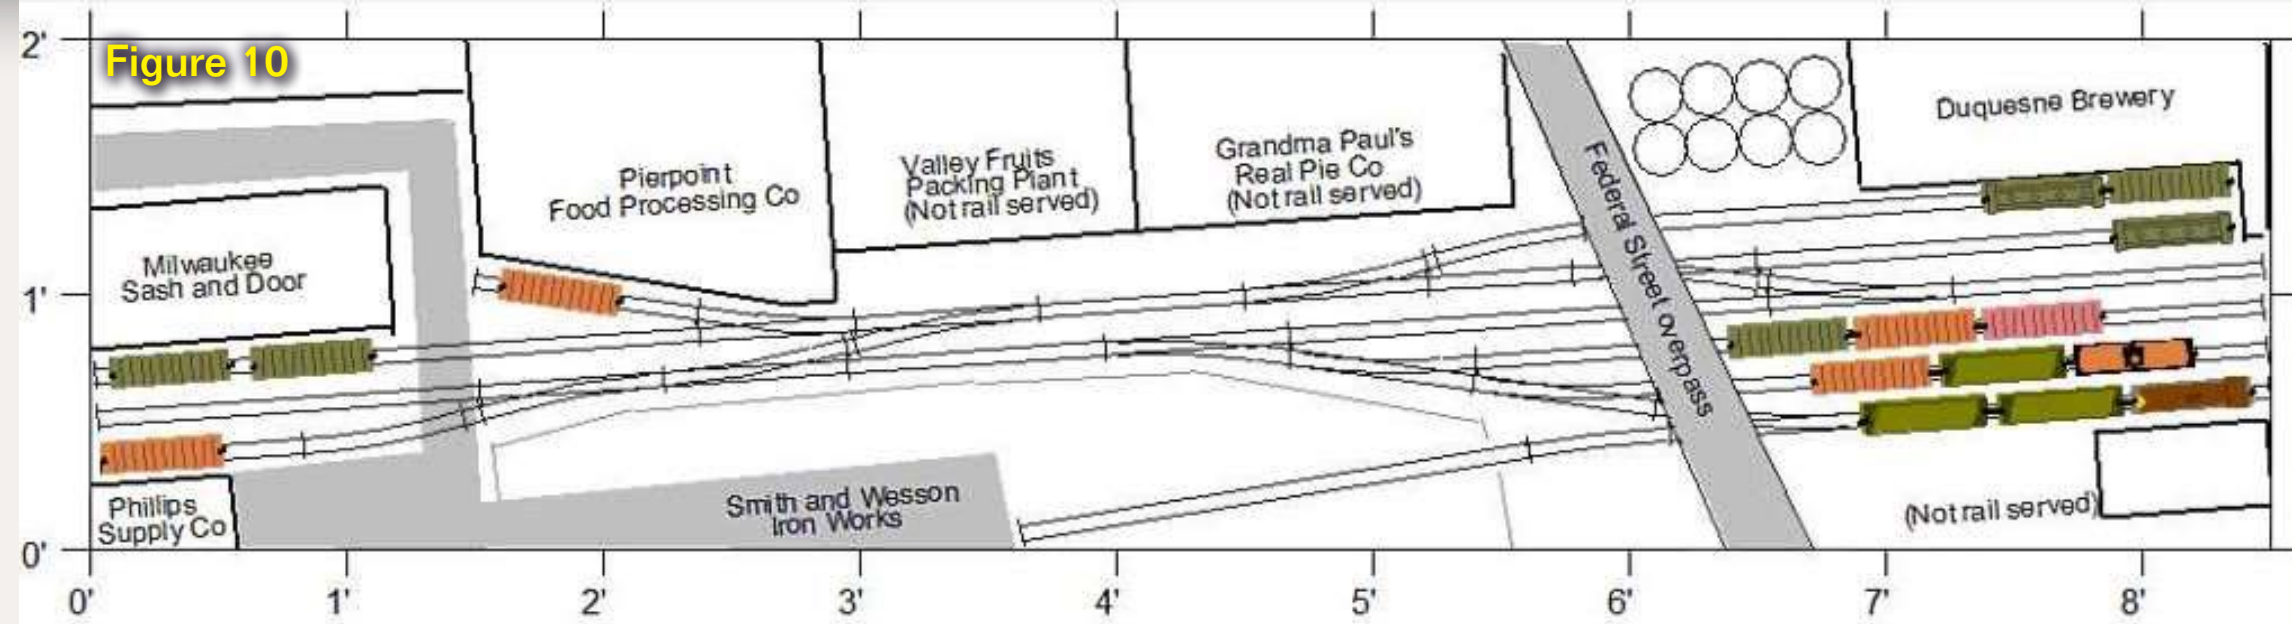 Figure 10
2'
1'
0'
Pierpoint
Food Processing Co
Valley Fruits
Packing Plant
(Not rail served)
Grandma Paul's
Real Pie Co
(Not rail served)
Federal Street overpass
Duquesne Brewery
Milwaukee
Sash and Door
Phillips
Supply Co
Smith and Wesson
Iron Works
(Not rail served)
0' 1' 2' 3' 4' 5' 6' 7' 8'